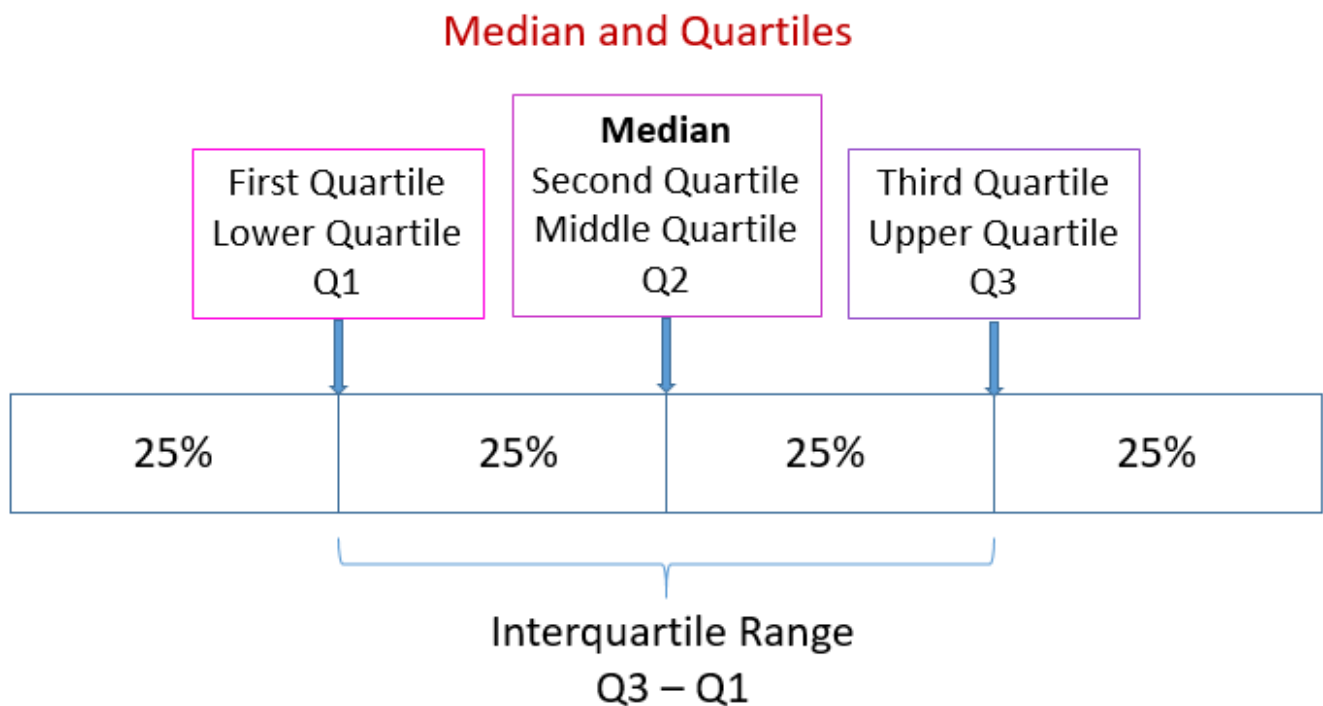 Median and Quartiles
First Quartile
Lower Quartile
Q1
Median
Second Quartile
Middle Quartile
Q2
Third Quartile
Upper Quartile
Q3
25%
25%
25%
25%
Interquartile Range
Q3 – Q1